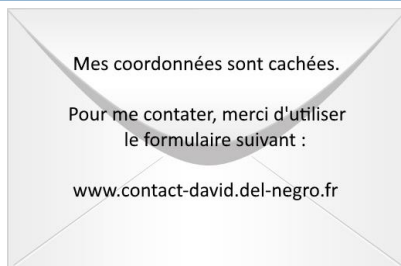 Mes coordonnées sont cachées.
Pour me contater, merci d'utiliser
le formulaire suivant :
www.contact-david.del-negro.fr